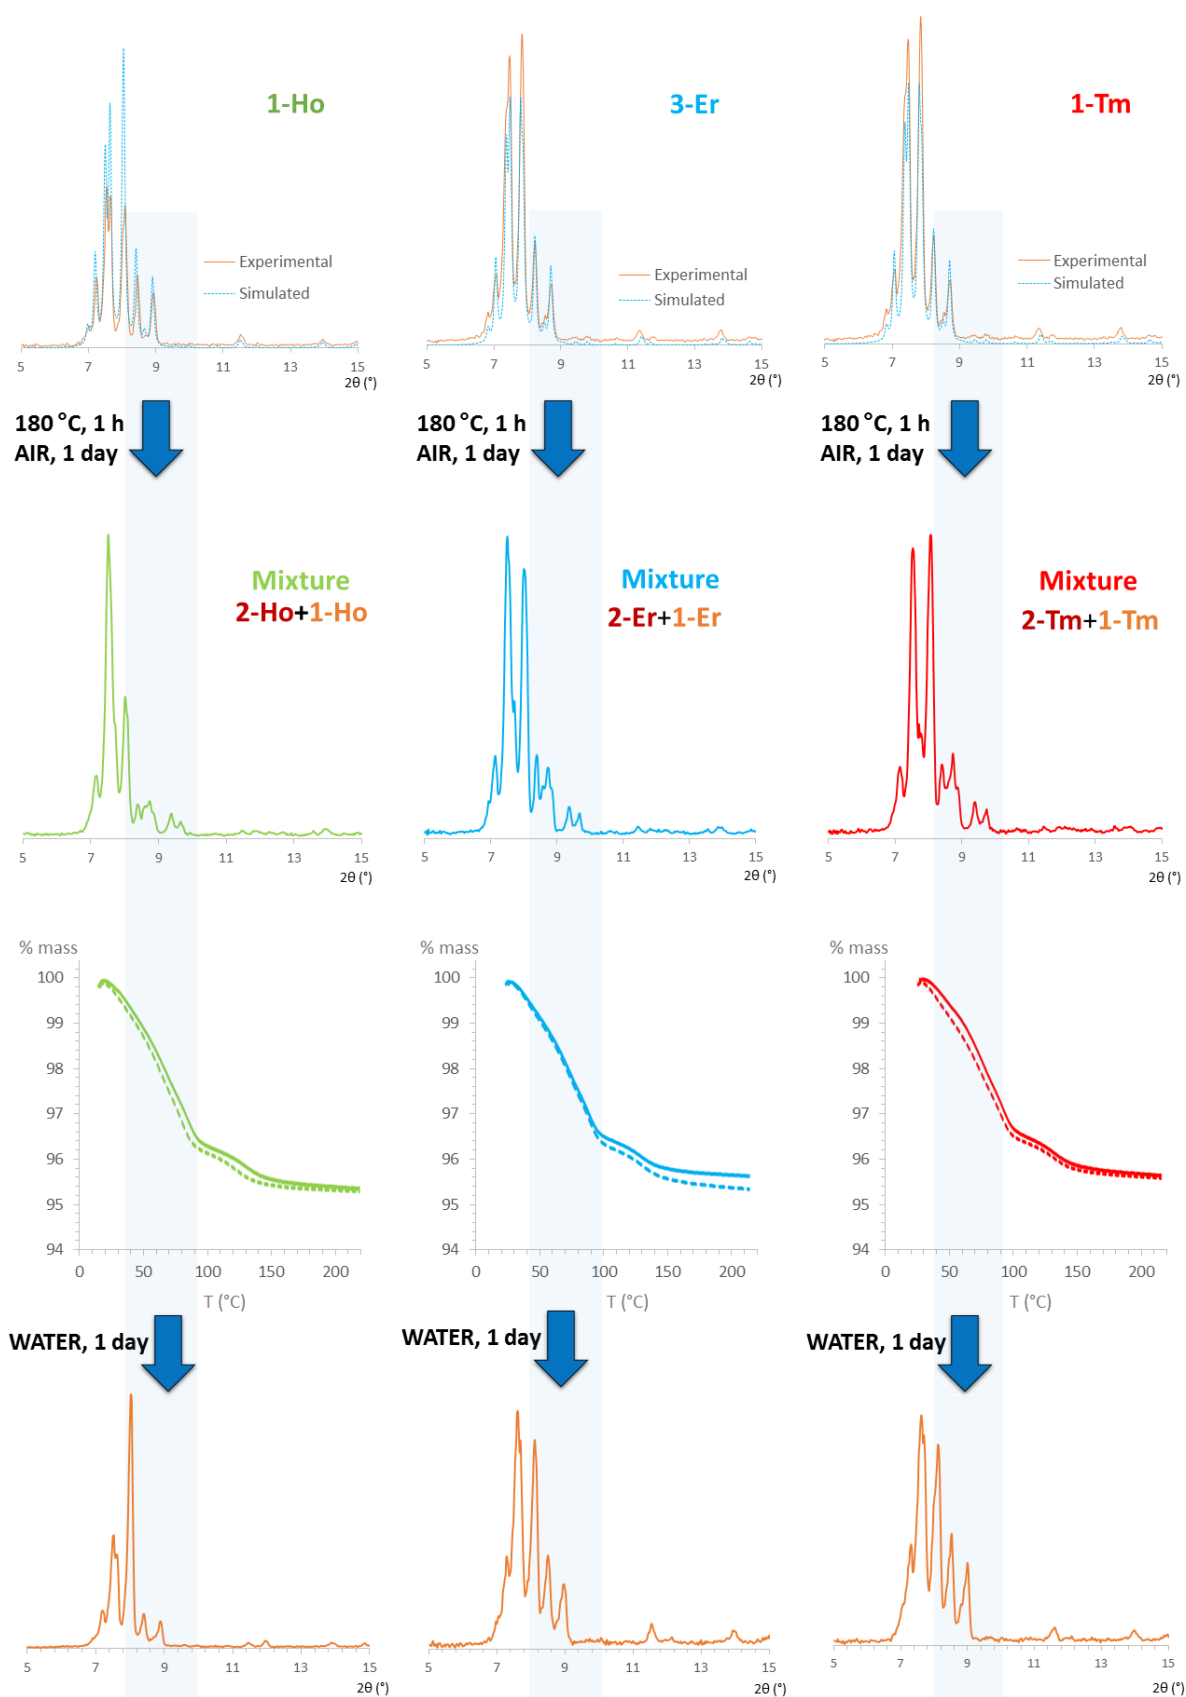 1-Ho
3-Er
1-Tm
Experimental
Simulated
Experimental
Simulated
Experimental
Simulated
5 7 9 11 13 15
2θ (°)
5 7 9 11 13 15
2θ (°)
5 7 9 11 13 15
2θ (°)
180 °C, 1 h
AIR, 1 day
180 °C, 1 h
AIR, 1 day
180 °C, 1 h
AIR, 1 day
Mixture
2-Ho+1-Ho
Mixture
2-Er+1-Er
Mixture
2-Tm+1-Tm
5 7 9 11 13 15
2θ (°)
5 7 9 11 13 15
2θ (°)
5 7 9 11 13 15
2θ (°)
% mass
100
99
98
97
96
95
94
0 50 100 150 200
T (°C)
% mass
100
99
98
97
96
95
94
0 50 100 150 200
T (°C)
% mass
100
99
98
97
96
95
94
0 50 100 150 200
T (°C)
WATER, 1 day
WATER, 1 day
WATER, 1 day
5 7 9 11 13 15
2θ (°)
5 7 9 11 13 15
2θ (°)
5 7 9 11 13 15
2θ (°)